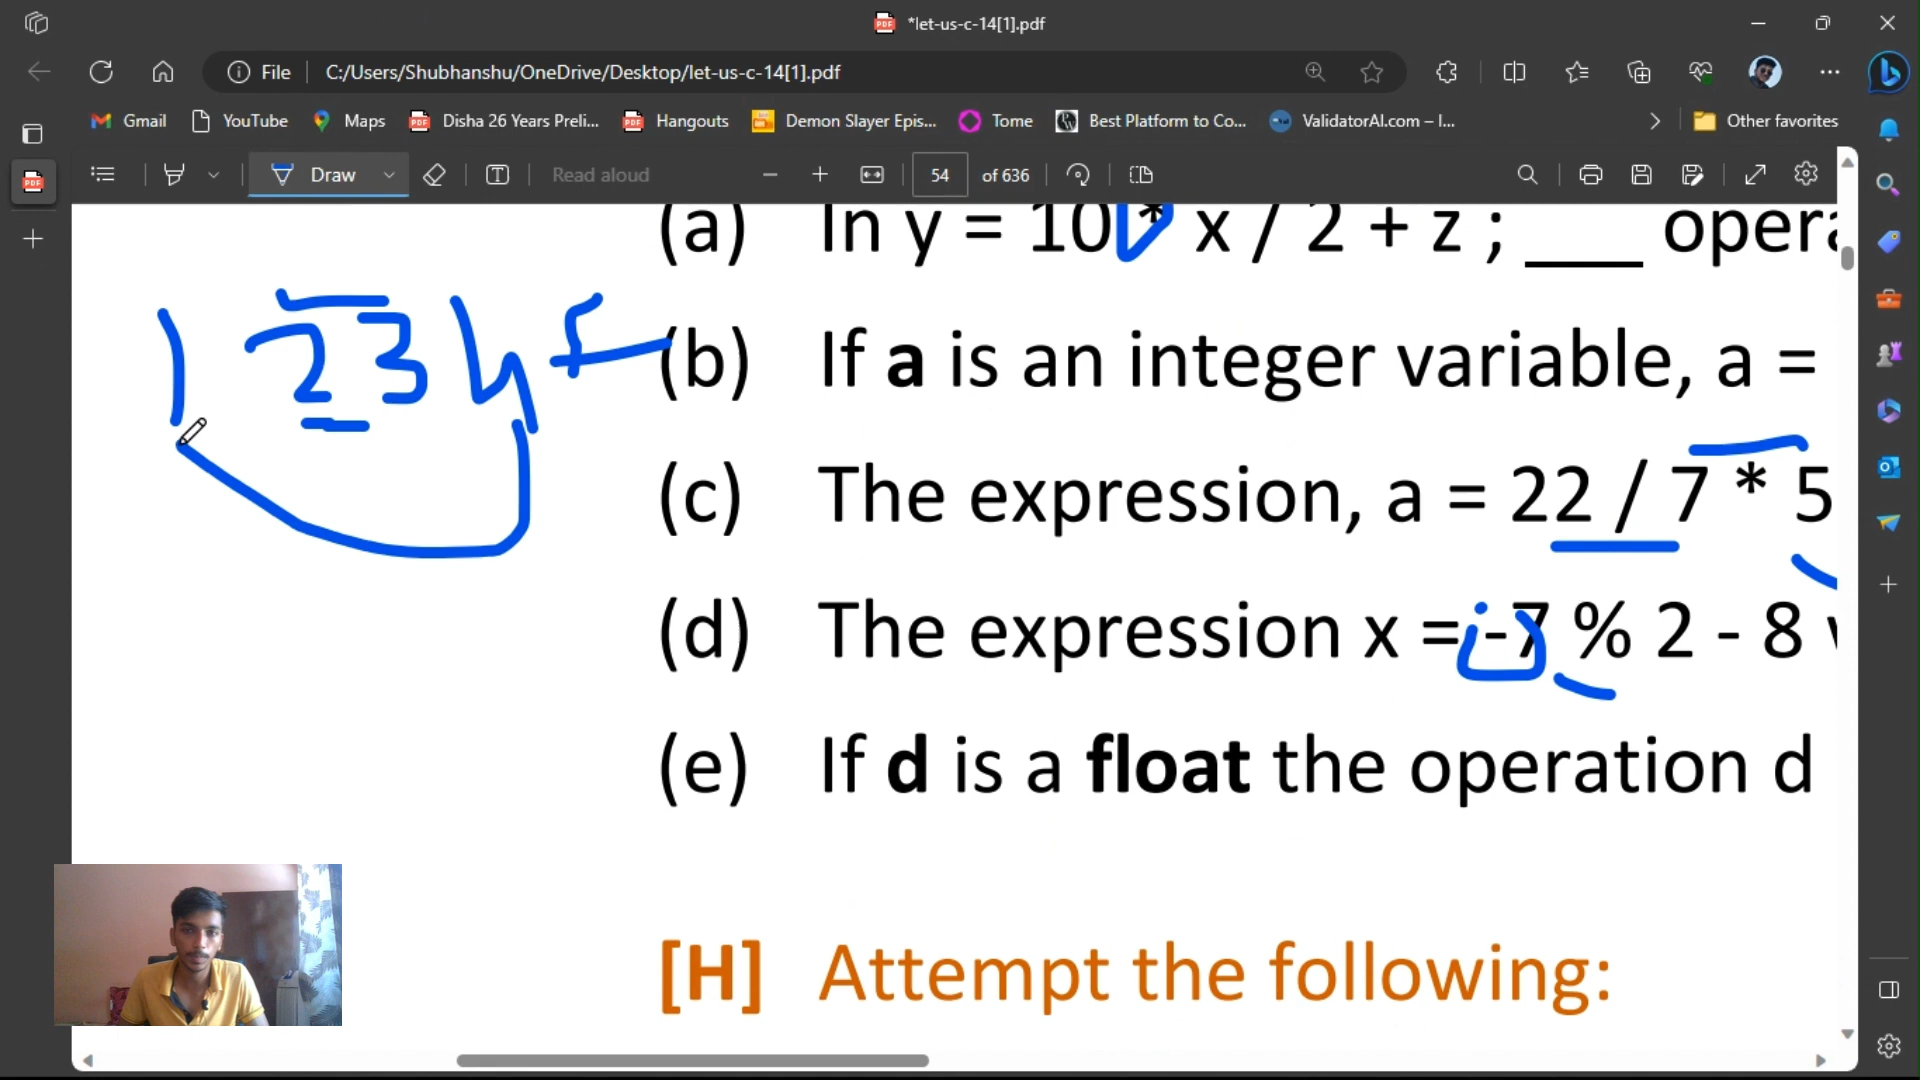 *let-us-c-14[1].pdf
File C:/Users/Shubhanshu/OneDrive/Desktop/let-us-c-14[1].pdf
Gmail YouTube Maps Disha 26 Years Preli... Hangouts Demon Slayer Epis... Tome Best Platform to Co... ValidatorAI.com – I... Other favorites
Draw Read aloud 54 of 636
(a) In y = 10 * x / 2 + z ; ____ opera
1 2 3 4 5
(b) If a is an integer variable, a =
(c) The expression, a = 22 / 7 * 5
(d) The expression x = -7 % 2 - 8
(e) If d is a float the operation d
[H] Attempt the following: